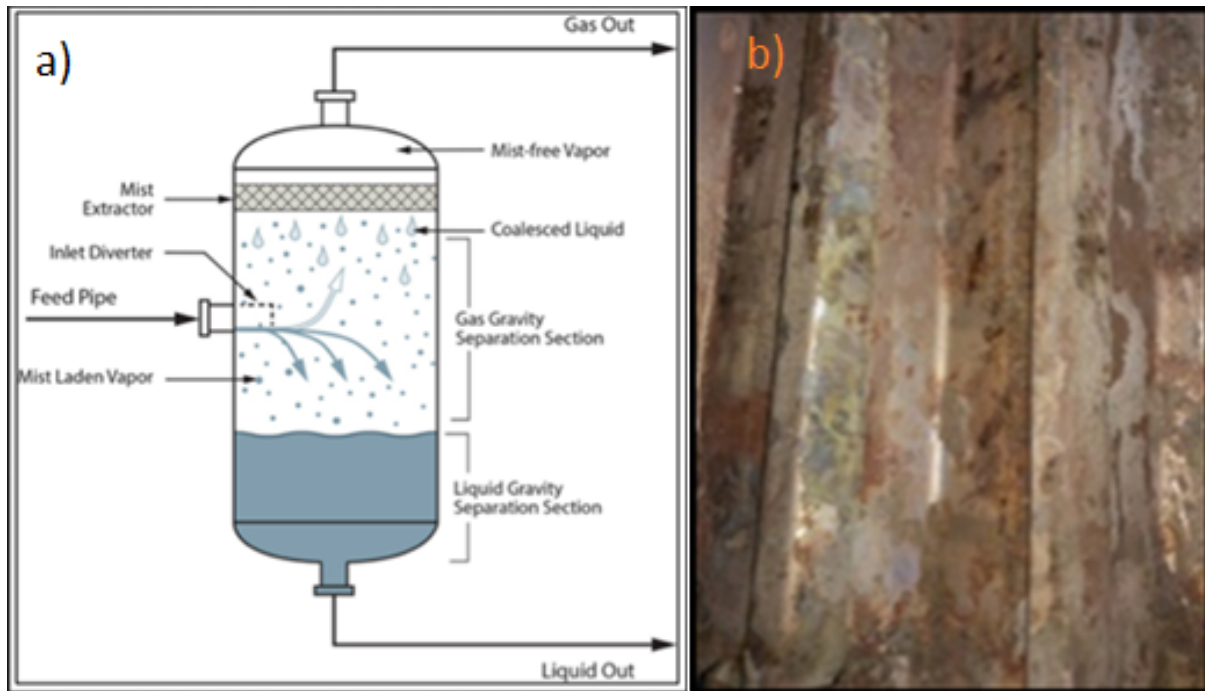 a)
Gas Out
Mist-free Vapor
Mist
Extractor
Coalesced Liquid
Inlet Diverter
Feed Pipe
Gas Gravity
Separation Section
Mist Laden Vapor
Liquid Gravity
Separation Section
Liquid Out
b)